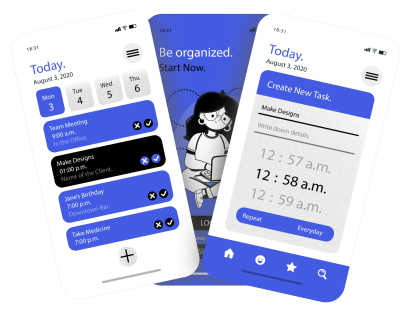 18:31
Today.
August 3, 2020
Mon
3
Tue
4
Wed
5
Thu
6
Team Meeting
9:00 a.m.
In the Office.
Make Designs
01:00 p.m.
Name of the Client.
Jane's Birthday
7:00 p.m.
Downtown Bar.
Take Medicine
7:00 p.m.
18:31
Be organized.
Start Now.
LO
18:31
Today.
August 3, 2020
Create New Task.
Make Designs
Write down details.
12 : 57 a.m.
12 : 58 a.m.
12 : 59 a.m.
Repeat
Everyday